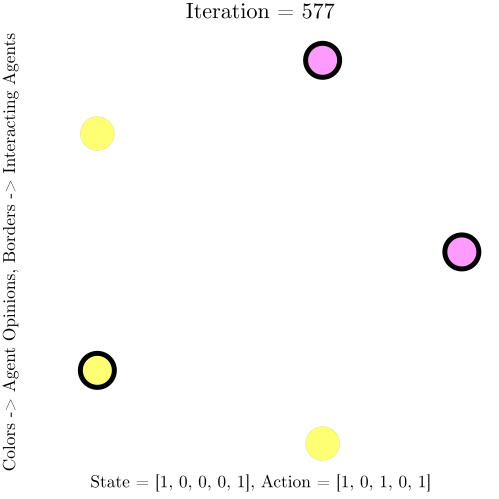 Iteration = 577
Colors -> Agent Opinions, Borders -> Interacting Agents
State = [1, 0, 0, 0, 1], Action = [1, 0, 1, 0, 1]